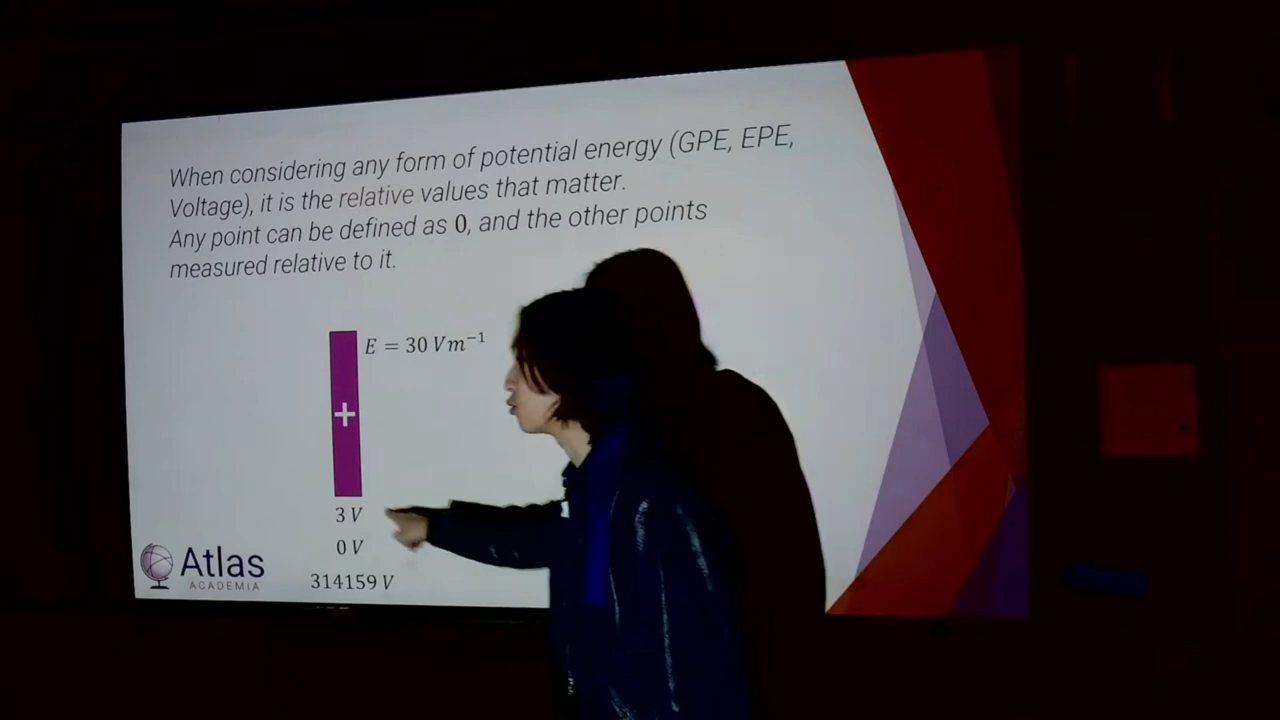 When considering any form of potential energy (GPE, EPE,
Voltage), it is the relative values that matter.
Any point can be defined as 0, and the other points
measured relative to it.
E = 30 Vm⁻¹
+
3 V
0 V
314159 V
Atlas
ACADEMIA